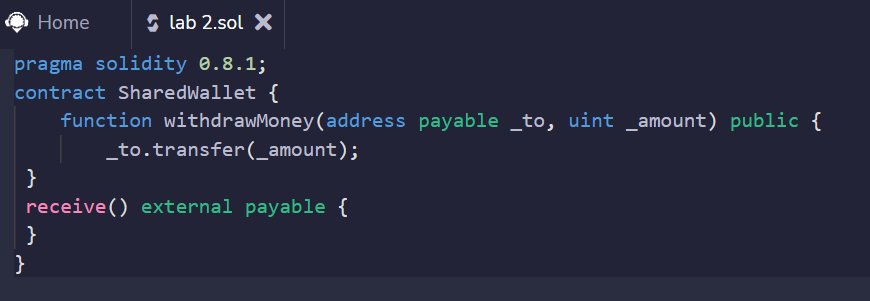 Home lab 2.sol
pragma solidity 0.8.1;
contract SharedWallet {
    function withdrawMoney(address payable _to, uint _amount) public {
        _to.transfer(_amount);
 }
 receive() external payable {
 }
}